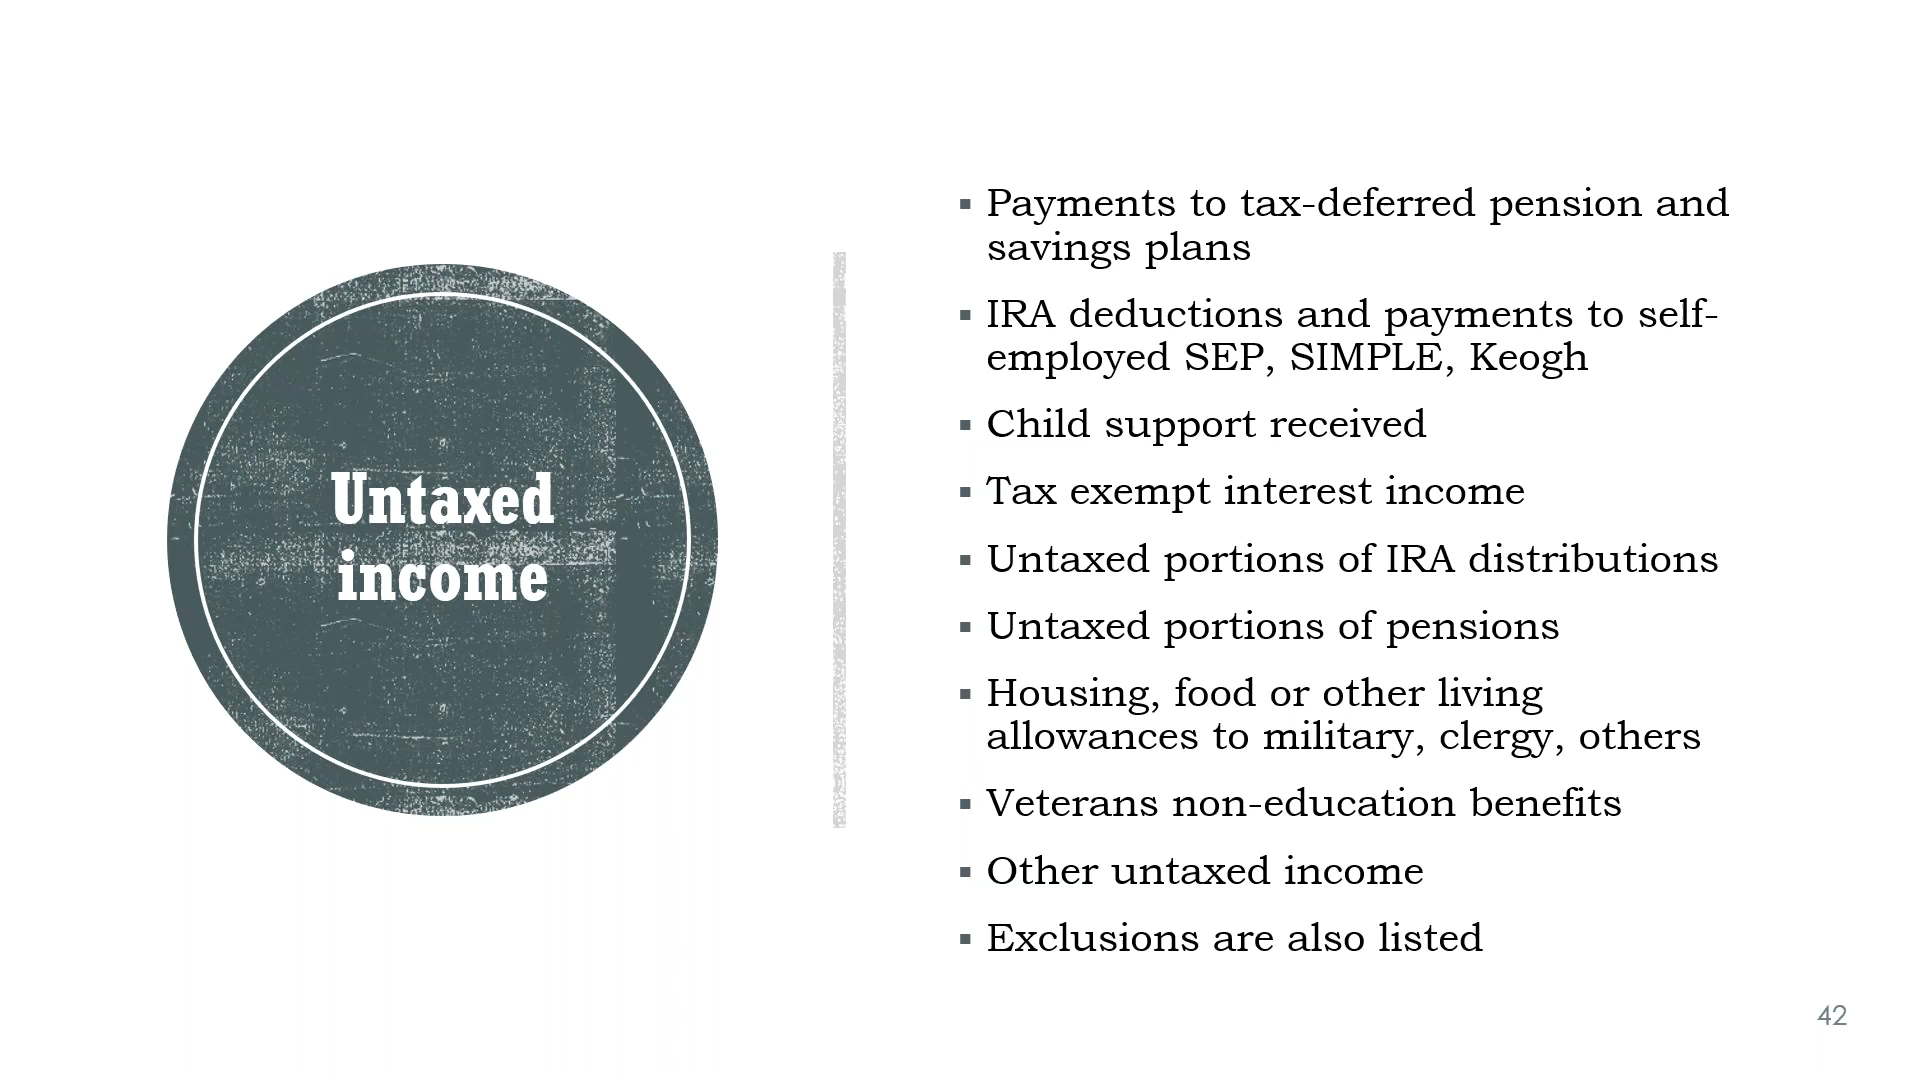 Untaxed
income
▪ Payments to tax-deferred pension and
savings plans
▪ IRA deductions and payments to self-
employed SEP, SIMPLE, Keogh
▪ Child support received
▪ Tax exempt interest income
▪ Untaxed portions of IRA distributions
▪ Untaxed portions of pensions
▪ Housing, food or other living
allowances to military, clergy, others
▪ Veterans non-education benefits
▪ Other untaxed income
▪ Exclusions are also listed
42